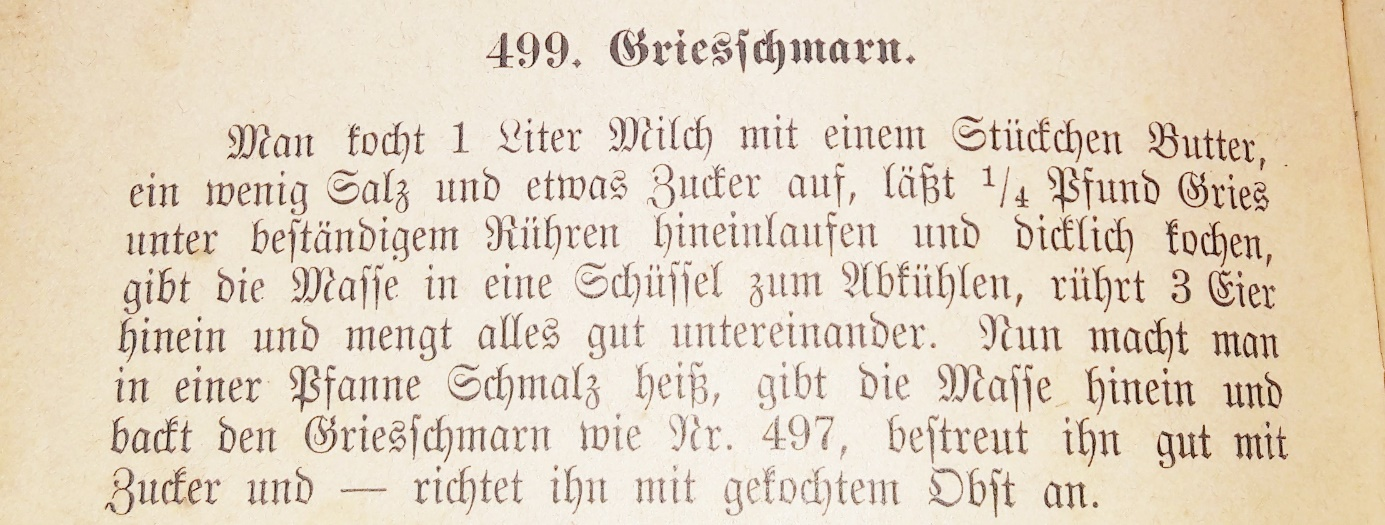 499. Griesschmarn.
Man kocht 1 Liter Milch mit einem Stückchen Butter,
ein wenig Salz und etwas Zucker auf, läßt 1/4 Pfund Gries
unter beständigem Rühren hineinlaufen und dicklich kochen,
gibt die Masse in eine Schüssel zum Abkühlen, rührt 3 Eier
hinein und mengt alles gut untereinander. Nun macht man
in einer Pfanne Schmalz heiß, gibt die Masse hinein und
backt den Griesschmarn wie Nr. 497, bestreut ihn gut mit
Zucker und — richtet ihn mit gekochtem Obst an.